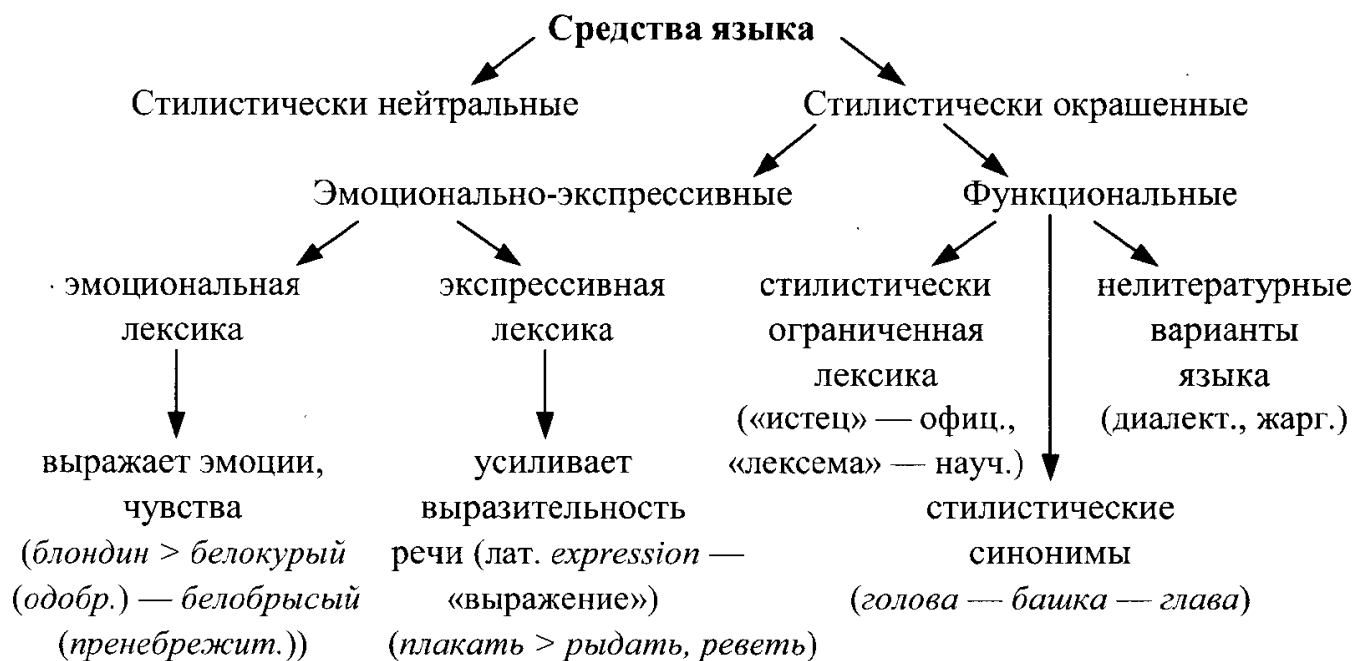 Средства языка
Стилистически нейтральные
Стилистически окрашенные
Эмоционально-экспрессивные
Функциональные
эмоциональная
лексика
выражает эмоции,
чувства
(блондин > белокурый
(одобр.) — белобрысый
(пренебрежит.))
экспрессивная
лексика
усиливает
выразительность
речи (лат. expression —
«выражение»)
(плакать > рыдать, реветь)
стилистически
ограниченная
лексика
(«истец» — офиц.,
«лексема» — науч.)
стилистические
синонимы
(голова — башка — глава)
нелитературные
варианты
языка
(диалект., жарг.)